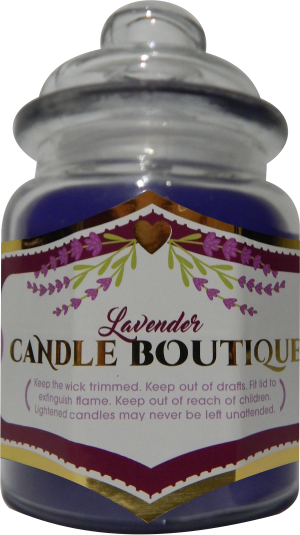 Lavender
CANDLE BOUTIQUE
Keep the wick trimmed. Keep out of drafts. Fit lid to
extinguish flame. Keep out of reach of children.
Lightened candles may never be left unattended.